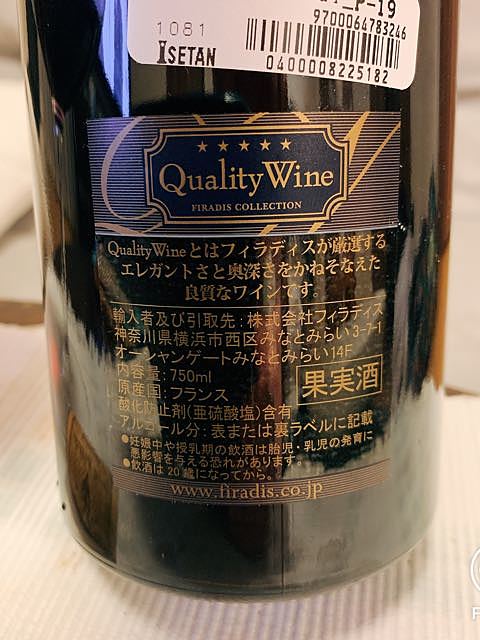 P-19
9700064783246
1081
ISETAN
0400008225182
★★★★★
Quality Wine
FIRADIS COLLECTION
Quality Wineとはフィラディスが厳選する
エレガントさと奥深さをかねそなえた
良質なワインです。
輸入者及び引取先：株式会社フィラディス
神奈川県横浜市西区みなとみらい3-7-1
オーシャンゲートみなとみらい14F
内容量：750ml
原産国：フランス
果実酒
酸化防止剤(亜硫酸塩)含有
アルコール分：表または裏ラベルに記載
●妊娠中や授乳期の飲酒は胎児・乳児の発育に
悪影響を与える恐れがあります。
●飲酒は20歳になってから。
www.firadis.co.jp